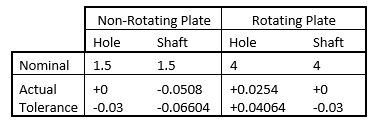 Non-Rotating Plate Rotating Plate
Hole Shaft Hole Shaft
Nominal 1.5 1.5 4 4
Actual +0 -0.0508 +0.0254 +0
Tolerance -0.03 -0.06604 +0.04064 -0.03